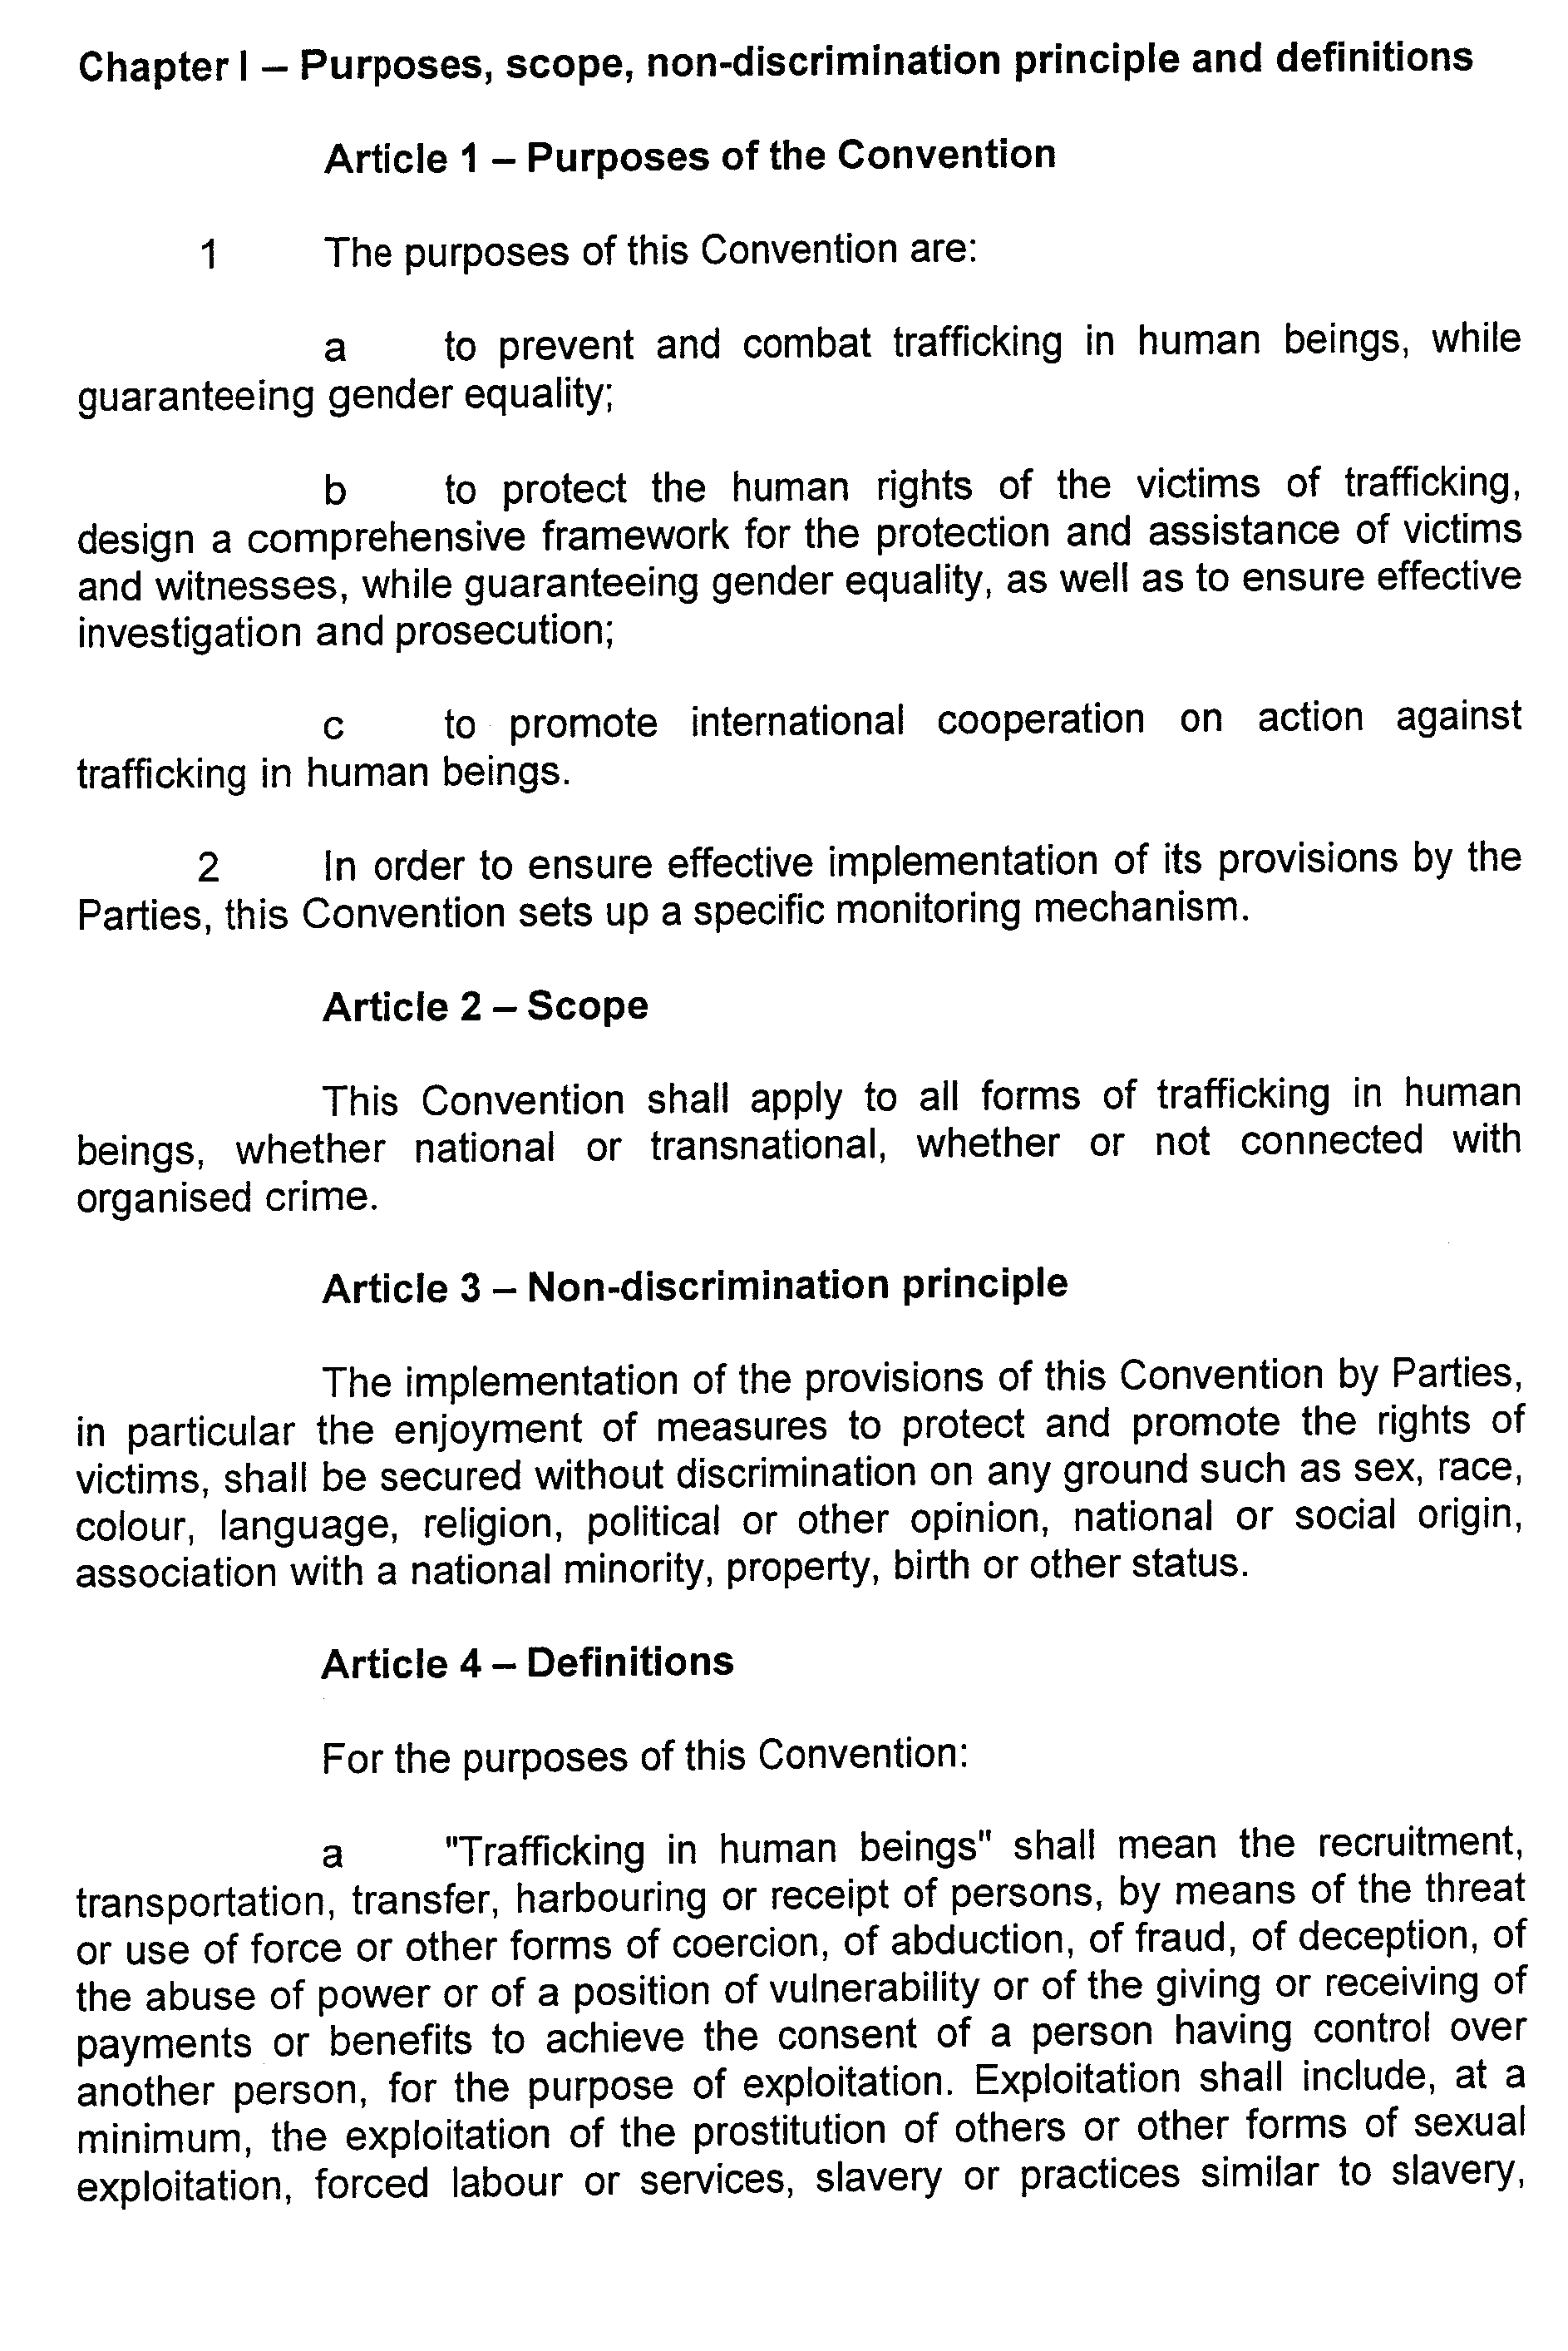 Chapter I – Purposes, scope, non-discrimination principle and definitions
Article 1 – Purposes of the Convention
1 The purposes of this Convention are:
a to prevent and combat trafficking in human beings, while
guaranteeing gender equality;
b to protect the human rights of the victims of trafficking,
design a comprehensive framework for the protection and assistance of victims
and witnesses, while guaranteeing gender equality, as well as to ensure effective
investigation and prosecution;
c to promote international cooperation on action against
trafficking in human beings.
2 In order to ensure effective implementation of its provisions by the
Parties, this Convention sets up a specific monitoring mechanism.
Article 2 – Scope
This Convention shall apply to all forms of trafficking in human
beings, whether national or transnational, whether or not connected with
organised crime.
Article 3 – Non-discrimination principle
The implementation of the provisions of this Convention by Parties,
in particular the enjoyment of measures to protect and promote the rights of
victims, shall be secured without discrimination on any ground such as sex, race,
colour, language, religion, political or other opinion, national or social origin,
association with a national minority, property, birth or other status.
Article 4 – Definitions
For the purposes of this Convention:
a "Trafficking in human beings" shall mean the recruitment,
transportation, transfer, harbouring or receipt of persons, by means of the threat
or use of force or other forms of coercion, of abduction, of fraud, of deception, of
the abuse of power or of a position of vulnerability or of the giving or receiving of
payments or benefits to achieve the consent of a person having control over
another person, for the purpose of exploitation. Exploitation shall include, at a
minimum, the exploitation of the prostitution of others or other forms of sexual
exploitation, forced labour or services, slavery or practices similar to slavery,